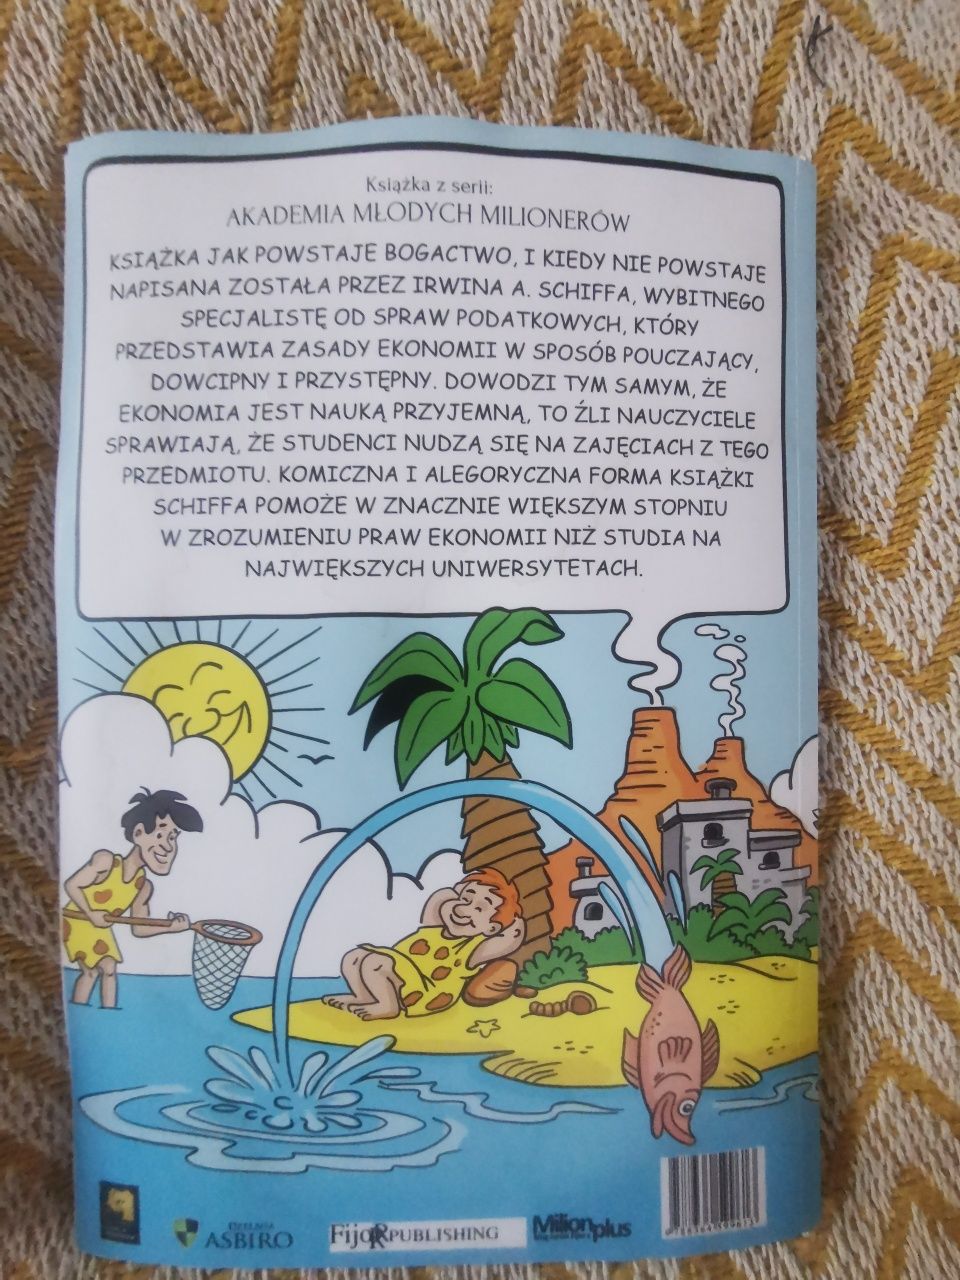 Książka z serii:
AKADEMIA MŁODYCH MILIONERÓW
KSIĄŻKA JAK POWSTAJE BOGACTWO, I KIEDY NIE POWSTAJE
NAPISANA ZOSTAŁA PRZEZ IRWINA A. SCHIFFA, WYBITNEGO
SPECJALISTĘ OD SPRAW PODATKOWYCH, KTÓRY
PRZEDSTAWIA ZASADY EKONOMII W SPOSÓB POUCZAJĄCY,
DOWCIPNY I PRZYSTĘPNY. DOWODZI TYM SAMYM, ŻE
EKONOMIA JEST NAUKĄ PRZYJEMNĄ, TO ŹLI NAUCZYCIELE
SPRAWIAJĄ, ŻE STUDENCI NUDZĄ SIĘ NA ZAJĘCIACH Z TEGO
PRZEDMIOTU. KOMICZNA I ALEGORYCZNA FORMA KSIĄŻKI
SCHIFFA POMOŻE W ZNACZNIE WIĘKSZYM STOPNIU
W ZROZUMIENIU PRAW EKONOMII NIŻ STUDIA NA
NAJWIĘKSZYCH UNIWERSYTETACH.
ASBIRO
FijoRR PUBLISHING
Milion plus